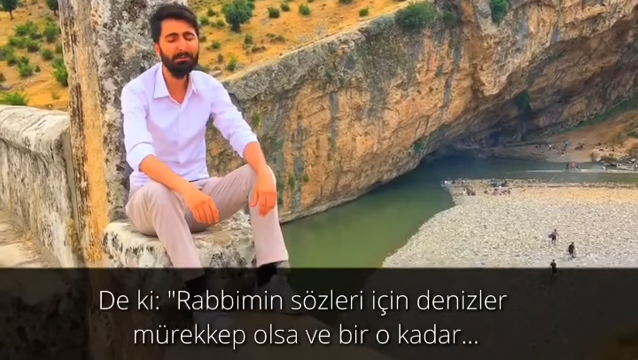 De ki: "Rabbimin sözleri için denizler
mürekkep olsa ve bir o kadar...